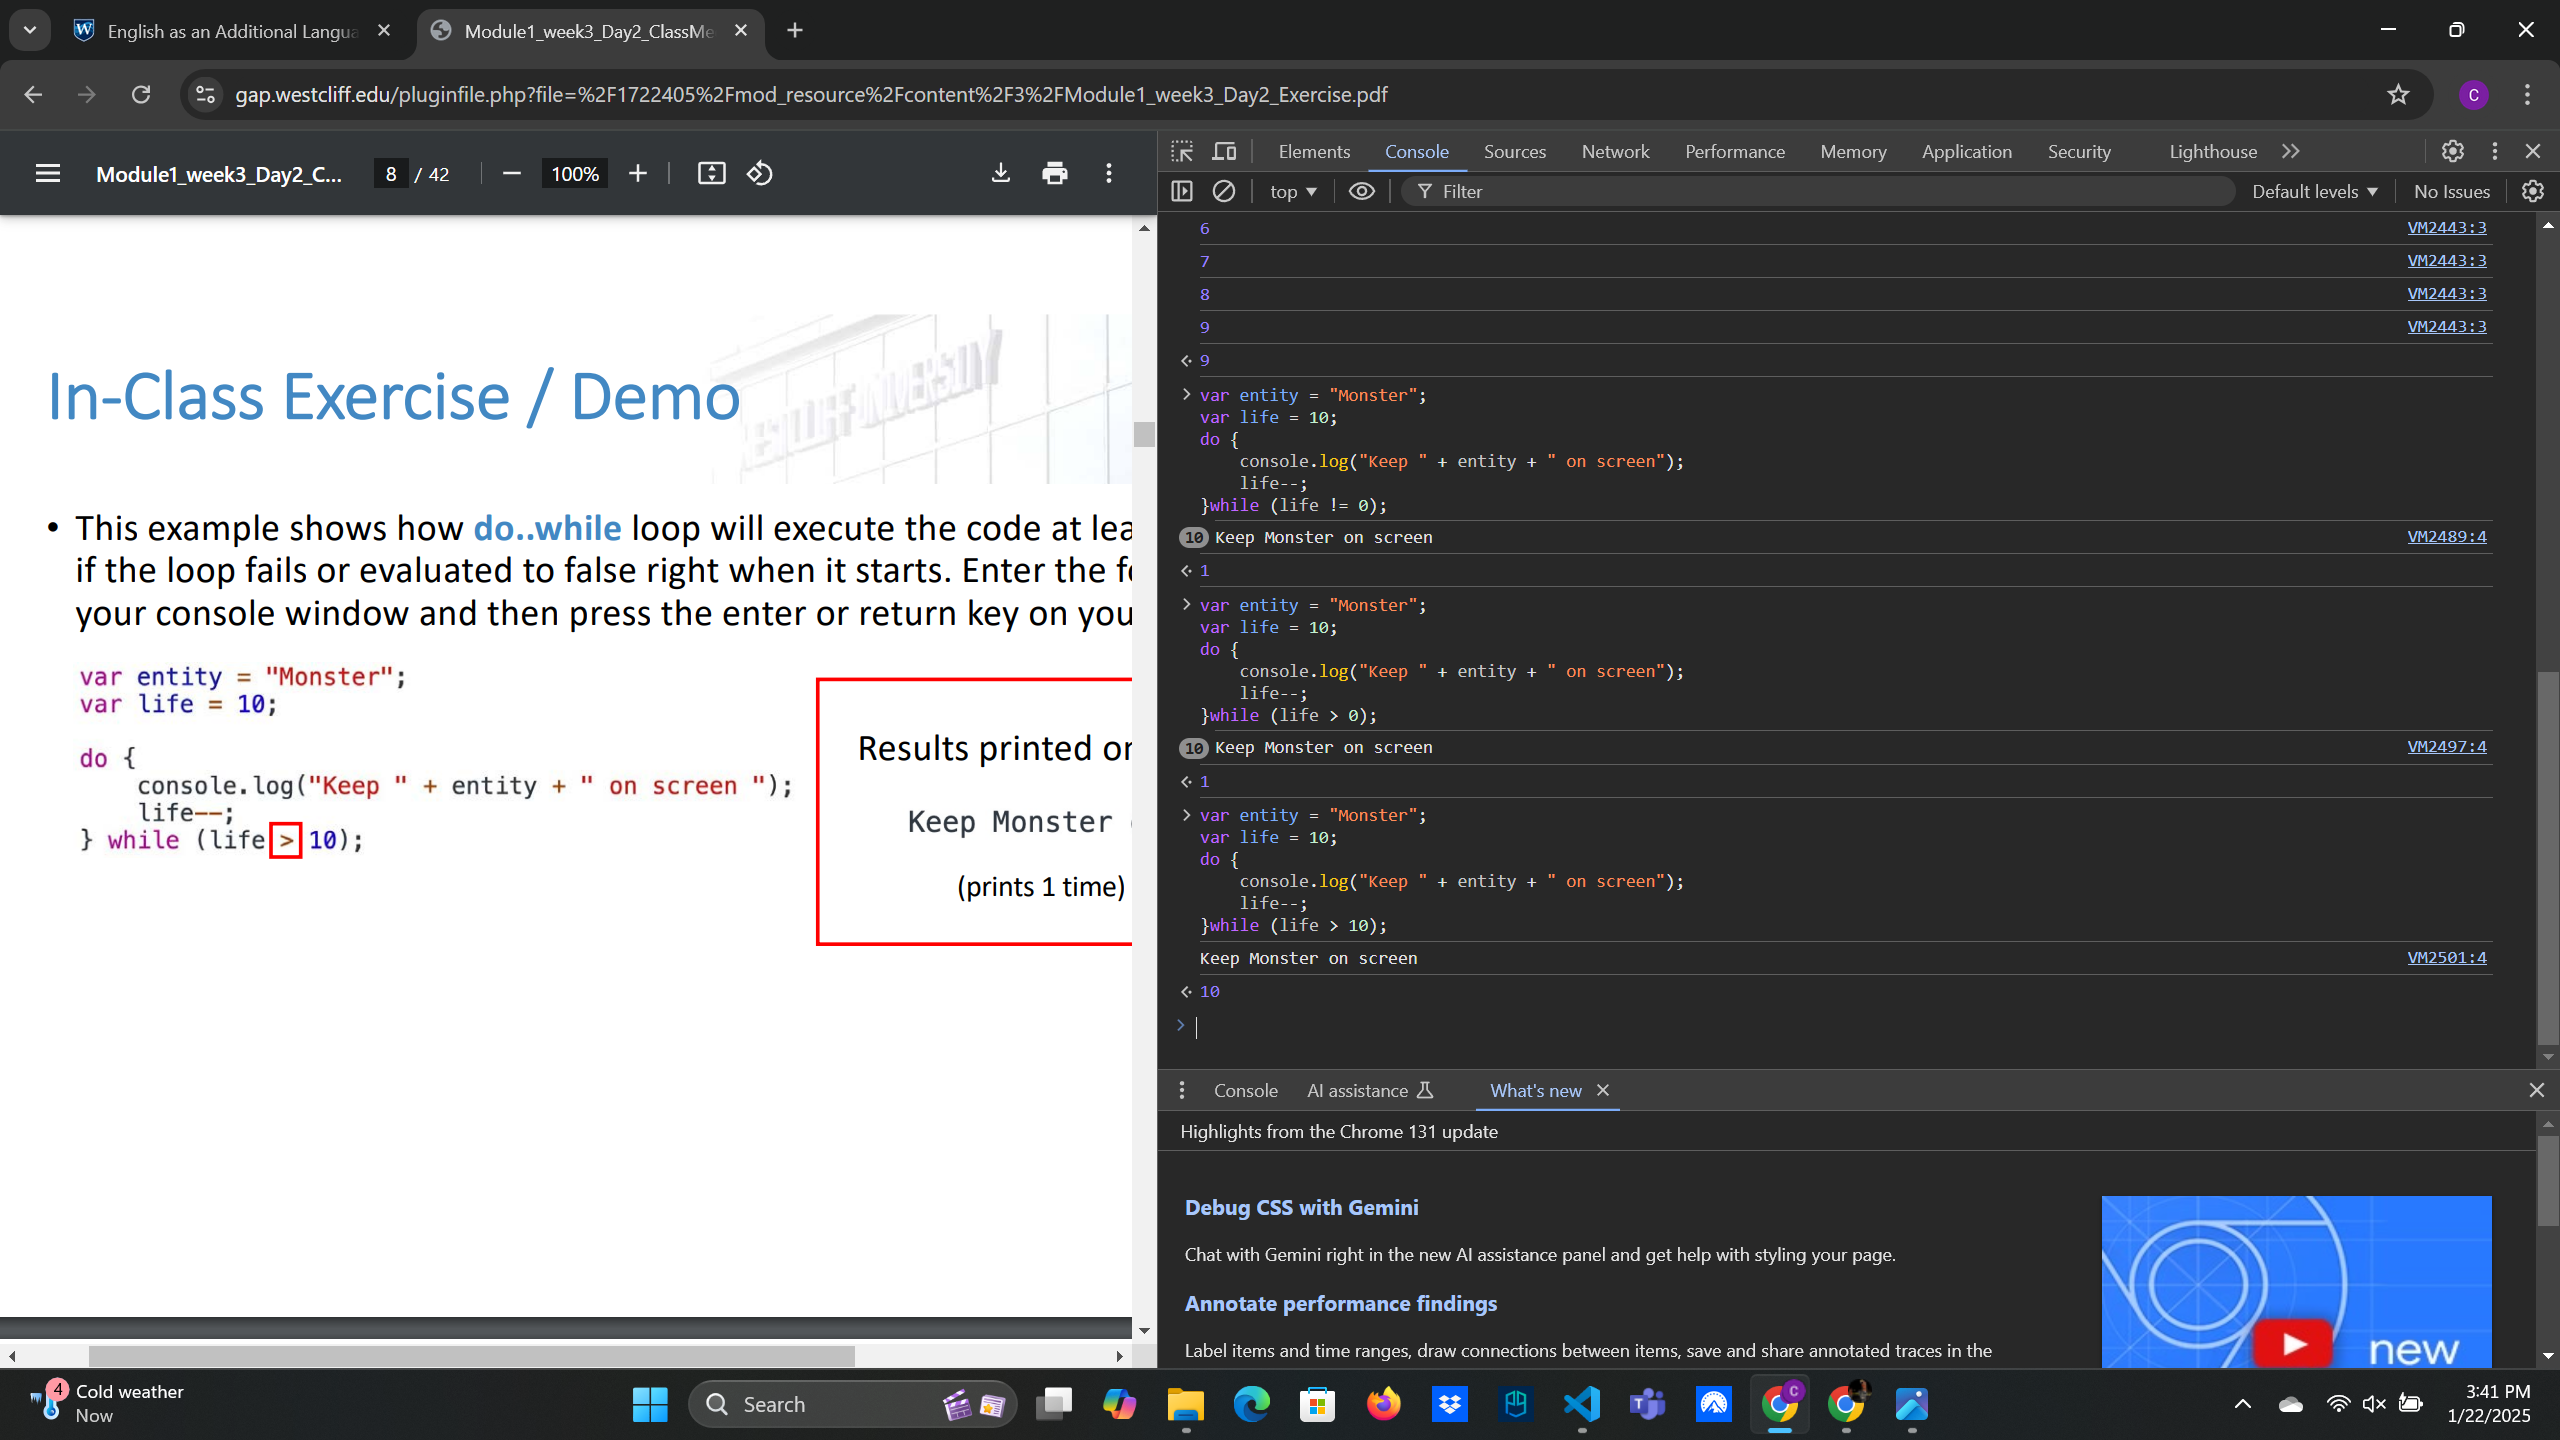 English as an Additional Langua
Module1_week3_Day2_ClassMe
gap.westcliff.edu/pluginfile.php?file=%2F1722405%2Fmod_resource%2Fcontent%2F3%2FModule1_week3_Day2_Exercise.pdf
C
Module1_week3_Day2_C...
8 / 42
100%
WESTCLIFF UNIVERSITY
In-Class Exercise / Demo
• This example shows how do..while loop will execute the code at lea
if the loop fails or evaluated to false right when it starts. Enter the f
your console window and then press the enter or return key on you
var entity = "Monster";
var life = 10;
do {
console.log("Keep " + entity + " on screen ");
life--;
} while (life > 10);
Results printed or
Keep Monster
(prints 1 time)
Elements
Console
Sources
Network
Performance
Memory
Application
Security
Lighthouse
top
Filter
Default levels
No Issues
6 VM2443:3
7 VM2443:3
8 VM2443:3
9 VM2443:3
9
var entity = "Monster";
var life = 10;
do {
console.log("Keep " + entity + " on screen");
life--;
}while (life != 0);
10 Keep Monster on screen VM2489:4
1
var entity = "Monster";
var life = 10;
do {
console.log("Keep " + entity + " on screen");
life--;
}while (life > 0);
10 Keep Monster on screen VM2497:4
1
var entity = "Monster";
var life = 10;
do {
console.log("Keep " + entity + " on screen");
life--;
}while (life > 10);
Keep Monster on screen VM2501:4
10
Console
AI assistance
What's new
Highlights from the Chrome 131 update
Debug CSS with Gemini
Chat with Gemini right in the new AI assistance panel and get help with styling your page.
Annotate performance findings
Label items and time ranges, draw connections between items, save and share annotated traces in the
new
4
Cold weather
Now
Search
C
3:41 PM
1/22/2025